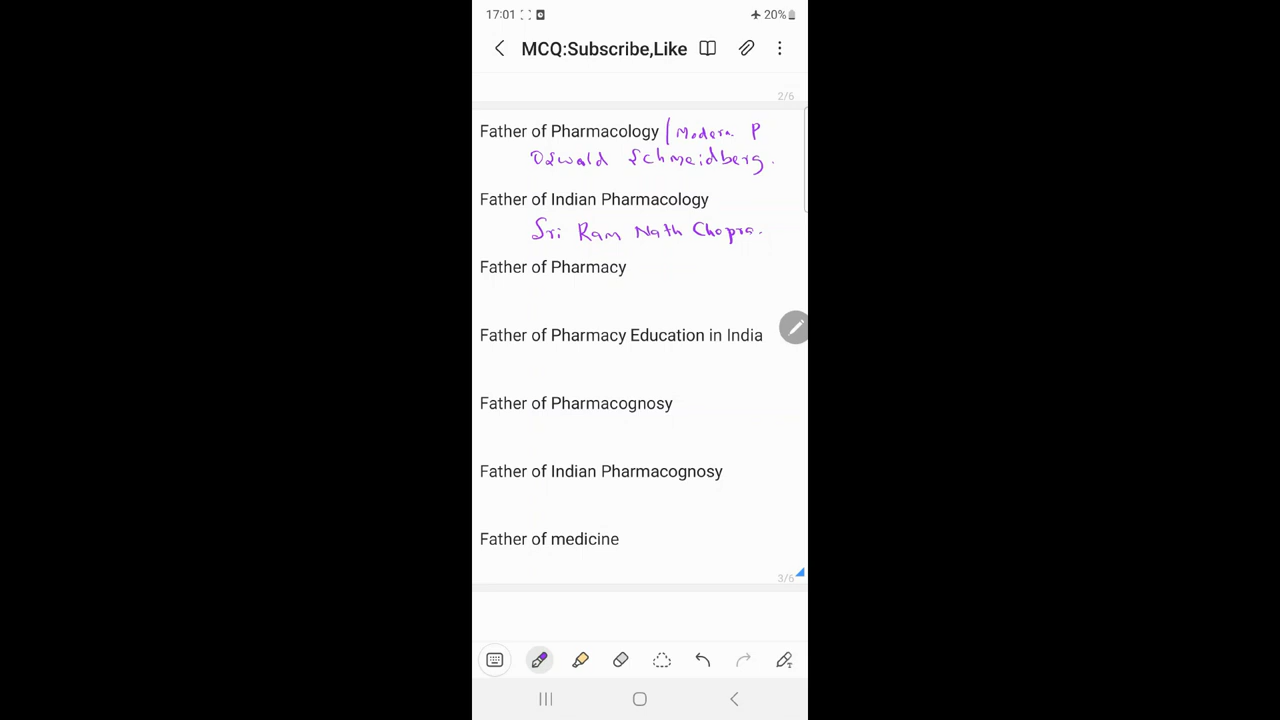 17:01 20%
MCQ:Subscribe,Like
2/6
Father of Pharmacology / Modern P
Oswald Schmeidberg.
Father of Indian Pharmacology
Sri Ram Nath Chopra.
Father of Pharmacy
Father of Pharmacy Education in India
Father of Pharmacognosy
Father of Indian Pharmacognosy
Father of medicine
3/6